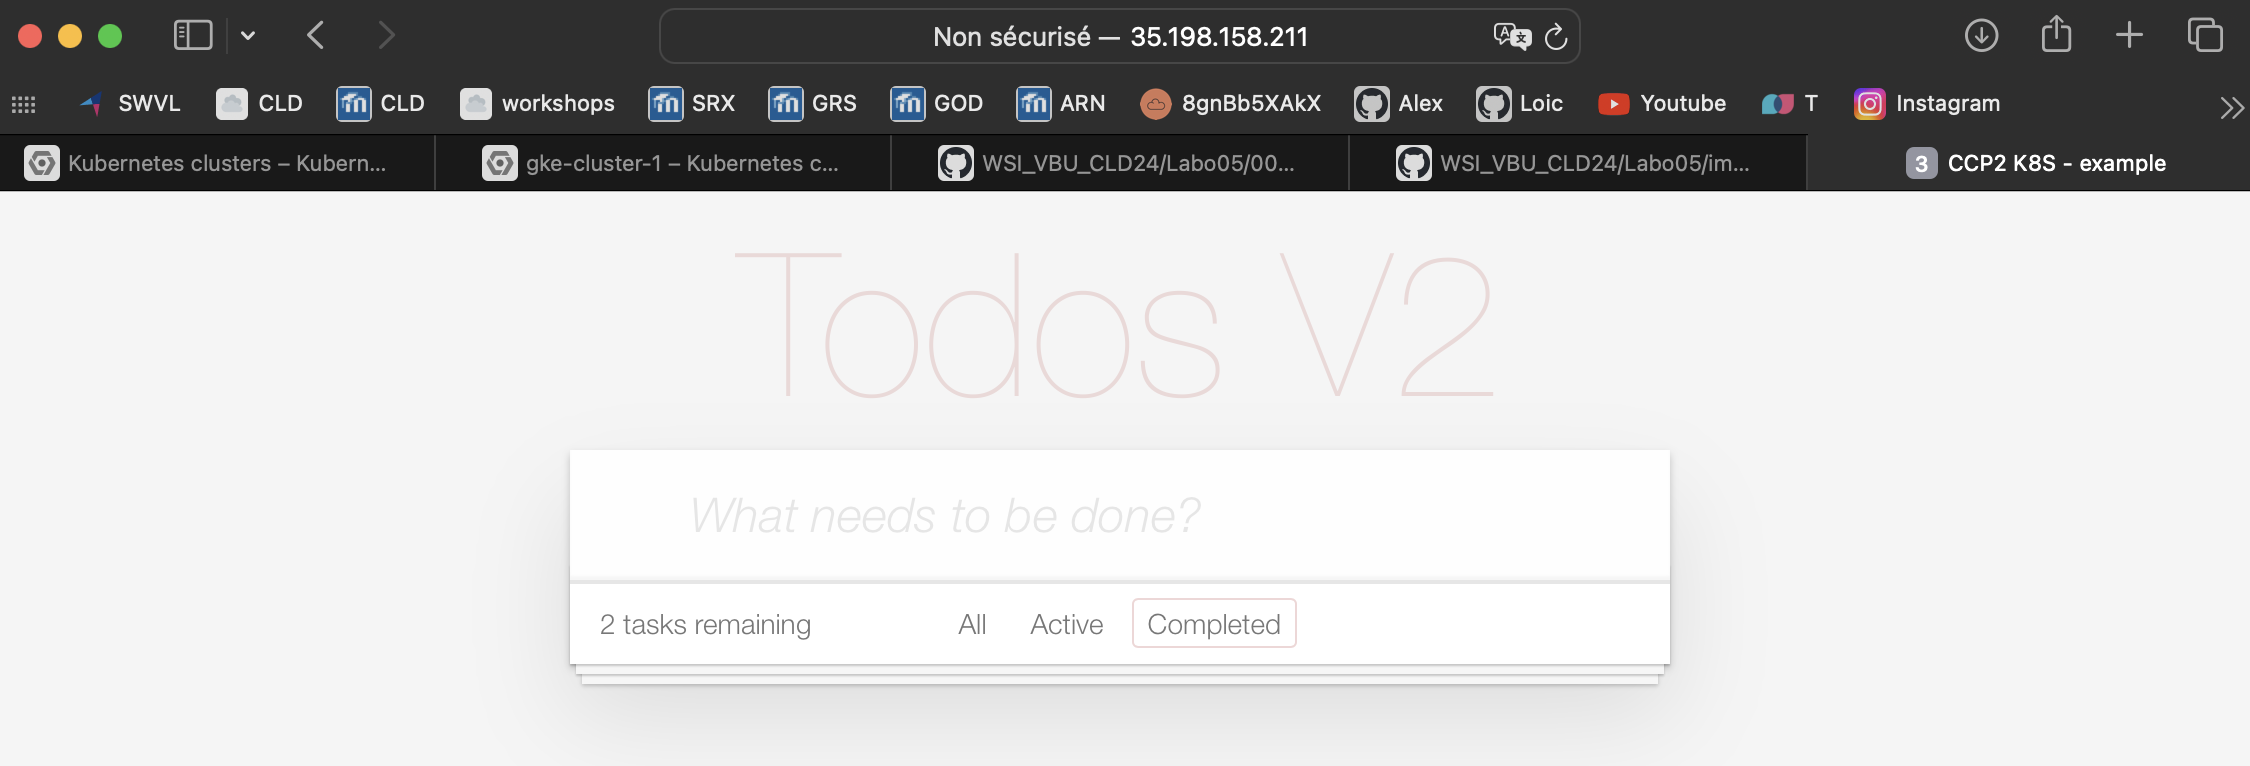 Non sécurisé — 35.198.158.211
SWVL CLD CLD workshops SRX GRS GOD ARN 8gnBb5XAkX Alex Loic Youtube T Instagram
Kubernetes clusters – Kubern... gke-cluster-1 – Kubernetes c... WSI_VBU_CLD24/Labo05/00... WSI_VBU_CLD24/Labo05/im... 3 CCP2 K8S - example
Todos V2
What needs to be done?
2 tasks remaining All Active Completed